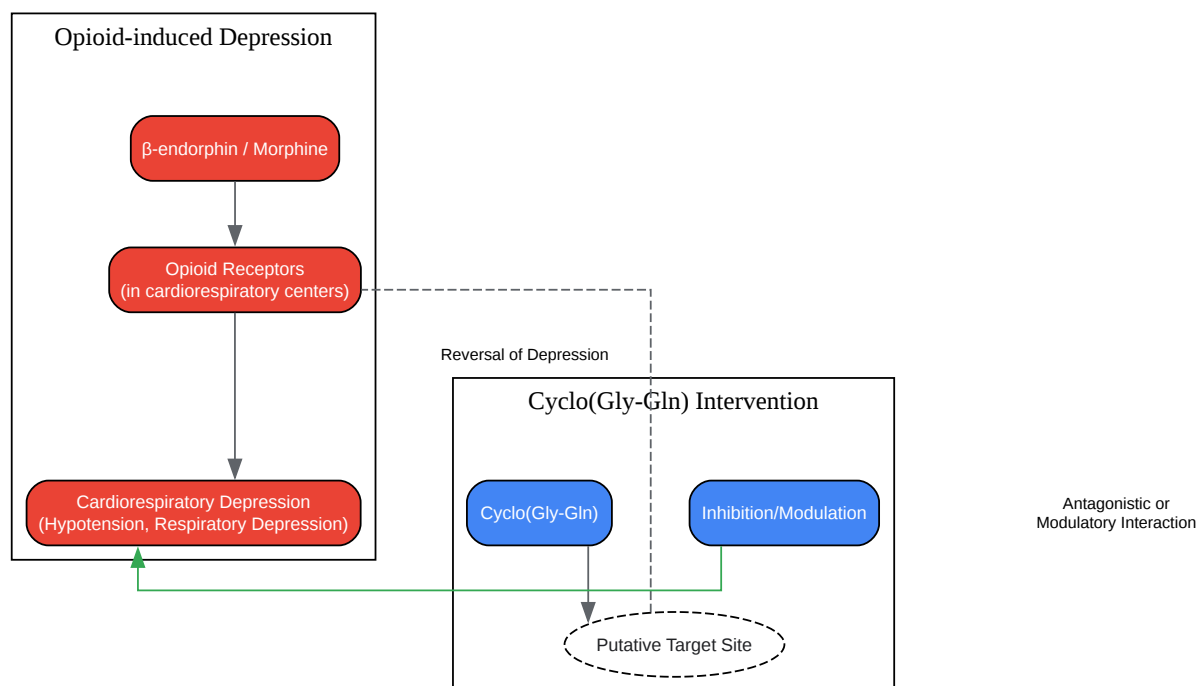 Opioid-induced Depression
β-endorphin / Morphine
Opioid Receptors
(in cardiorespiratory centers)
Reversal of Depression
Cyclo(Gly-Gln) Intervention
Cardiorespiratory Depression
(Hypotension, Respiratory Depression)
Cyclo(Gly-Gln)
Inhibition/Modulation
Antagonistic or
Modulatory Interaction
Putative Target Site